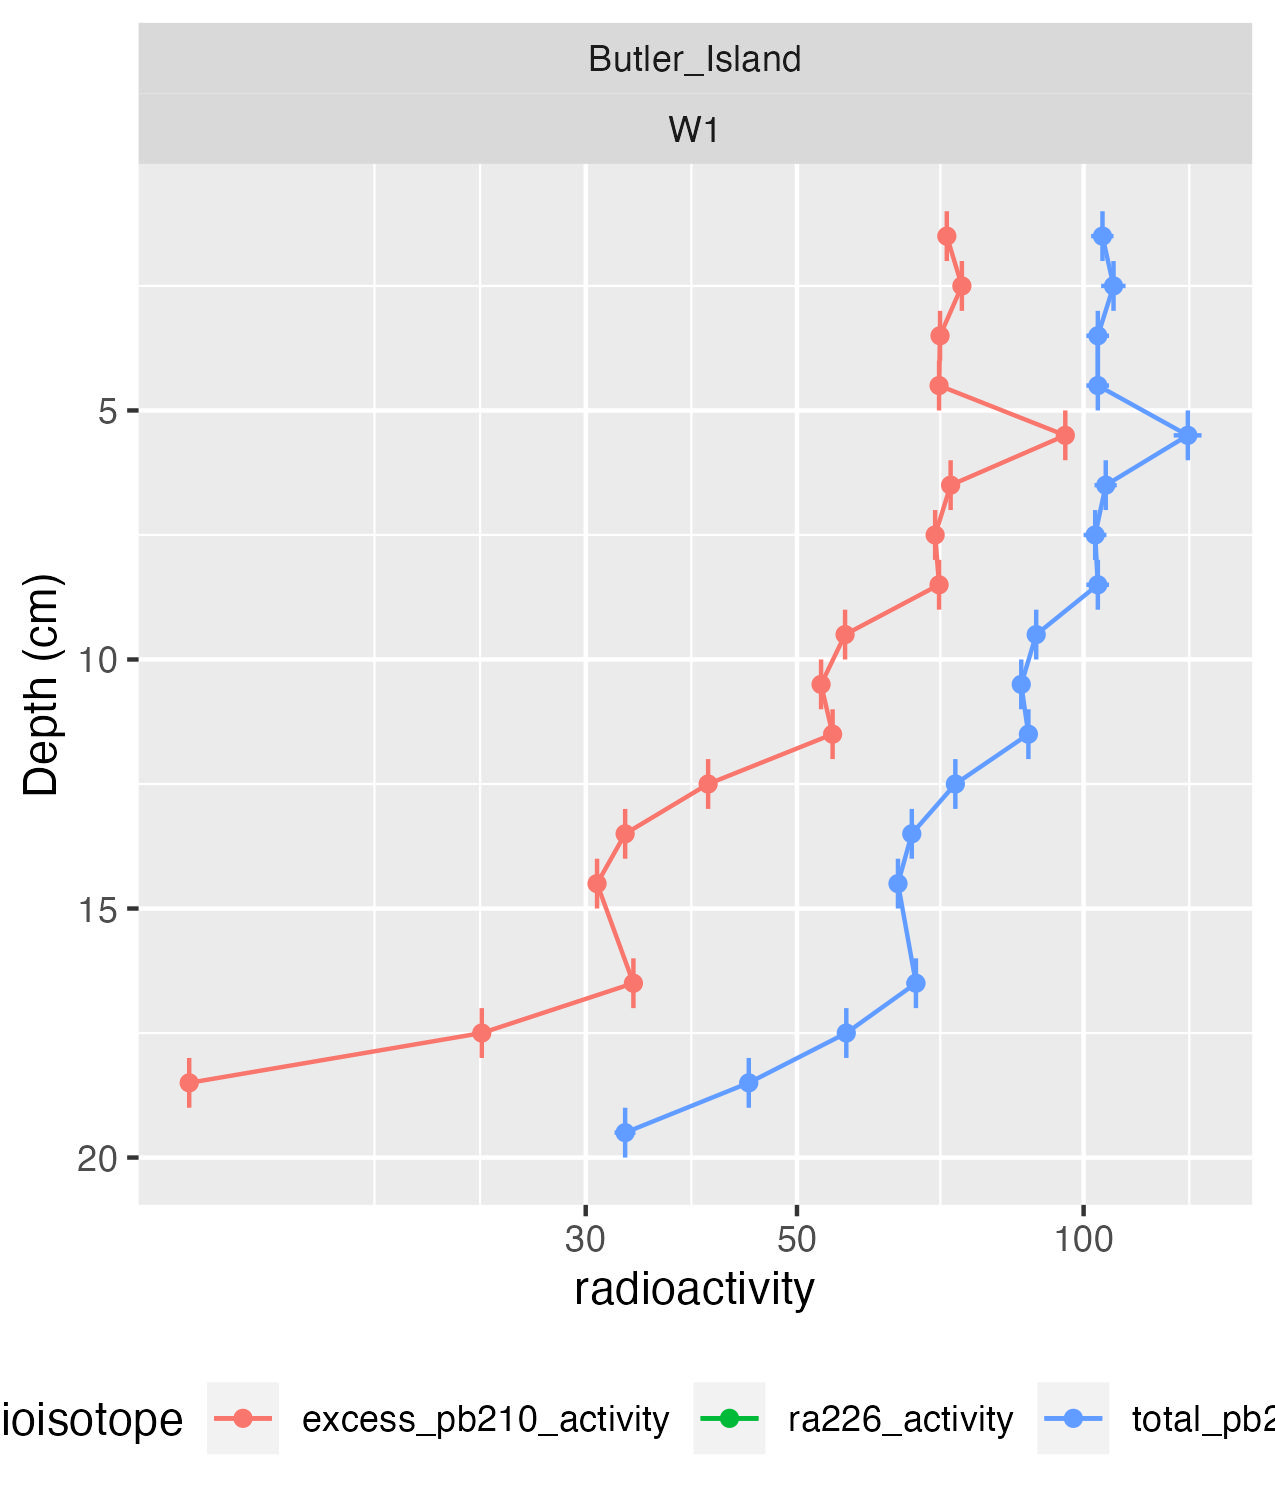 Butler_Island
W1
5
10
15
20
Depth (cm)
30 50 100
radioactivity
ioisotope excess_pb210_activity ra226_activity total_pb2